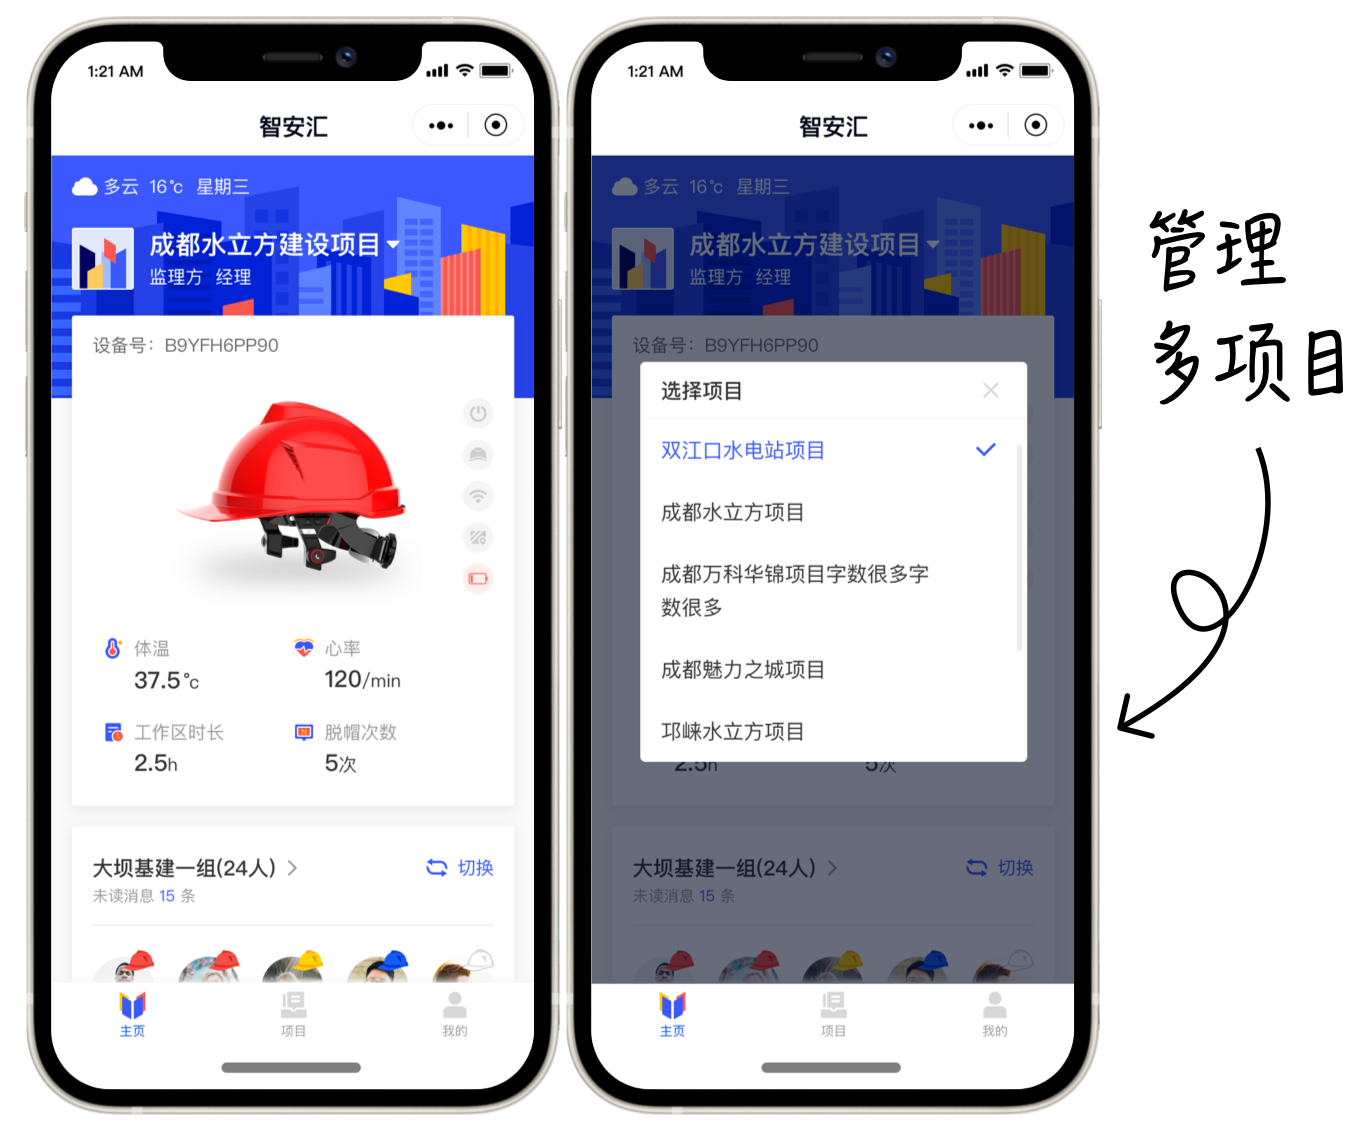 1:21 AM
智安汇
多云 16°c 星期三
成都水立方建设项目
监理方 经理
设备号：B9YFH6PP90
体温
37.5°c
心率
120/min
工作区时长
2.5h
脱帽次数
5次
大坝基建一组(24人)
切换
未读消息 15 条
主页
项目
我的
1:21 AM
智安汇
多云 16°c 星期三
成都水立方建设项目
监理方 经理
设备号：B9YFH6PP90
选择项目
双江口水电站项目
成都水立方项目
成都万科华锦项目字数很多字
数很多
成都魅力之城项目
邛崃水立方项目
2.5h
5次
大坝基建一组(24人)
切换
未读消息 15 条
主页
项目
我的
管理
多项目